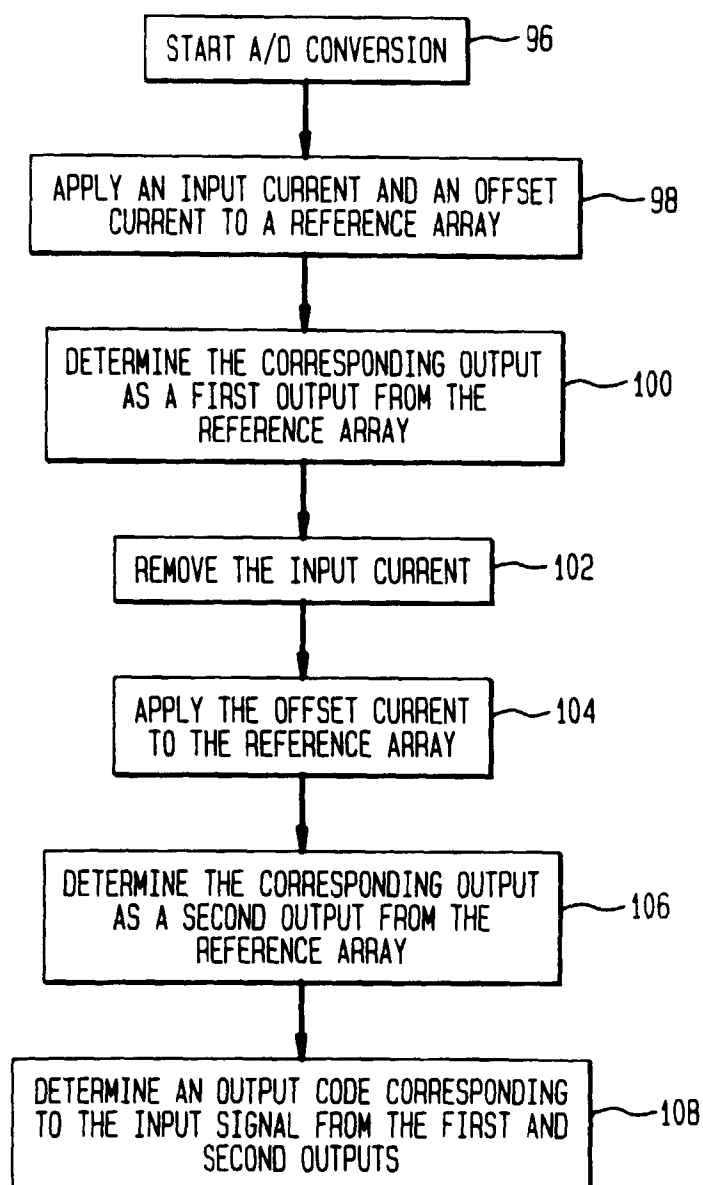 START A/D CONVERSION
96
APPLY AN INPUT CURRENT AND AN OFFSET
CURRENT TO A REFERENCE ARRAY
98
DETERMINE THE CORRESPONDING OUTPUT
AS A FIRST OUTPUT FROM THE
REFERENCE ARRAY
100
REMOVE THE INPUT CURRENT
102
APPLY THE OFFSET CURRENT
TO THE REFERENCE ARRAY
104
DETERMINE THE CORRESPONDING OUTPUT
AS A SECOND OUTPUT FROM THE
REFERENCE ARRAY
106
DETERMINE AN OUTPUT CODE CORRESPONDING
TO THE INPUT SIGNAL FROM THE FIRST AND
SECOND OUTPUTS
108